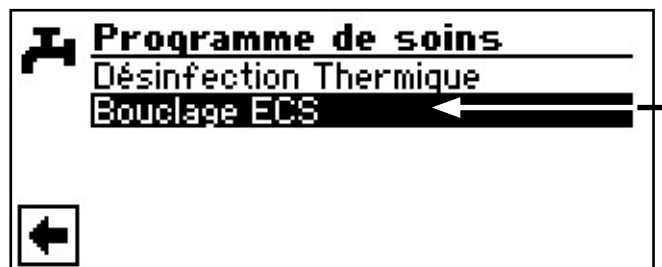 Programme de soins
Désinfection Thermique
Bouclage ECS